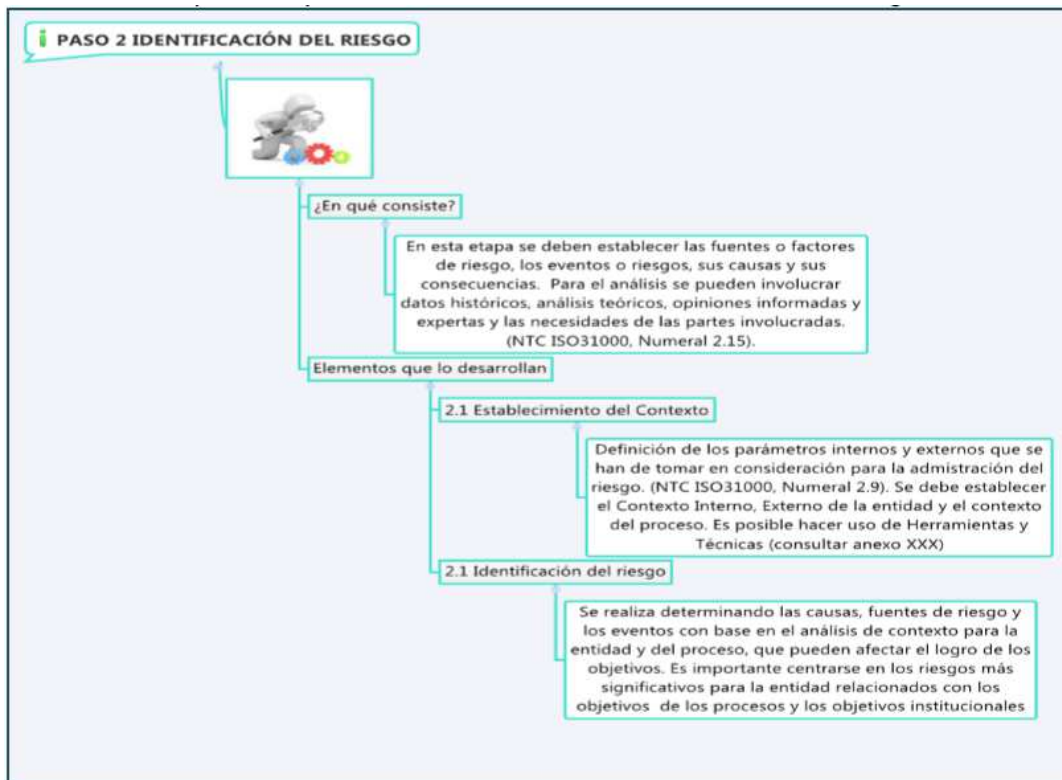 PASO 2 IDENTIFICACIÓN DEL RIESGO
¿En qué consiste?
En esta etapa se deben establecer las fuentes o factores
de riesgo, los eventos o riesgos, sus causas y sus
consecuencias. Para el análisis se pueden involucrar
datos históricos, análisis teóricos, opiniones informadas y
expertas y las necesidades de las partes involucradas.
(NTC ISO31000, Numeral 2.15).
Elementos que lo desarrollan
2.1 Establecimiento del Contexto
Definición de los parámetros internos y externos que se
han de tomar en consideración para la admistración del
riesgo. (NTC ISO31000, Numeral 2.9). Se debe establecer
el Contexto Interno, Externo de la entidad y el contexto
del proceso. Es posible hacer uso de Herramientas y
Técnicas (consultar anexo XXX)
2.1 Identificación del riesgo
Se realiza determinando las causas, fuentes de riesgo y
los eventos con base en el análisis de contexto para la
entidad y del proceso, que pueden afectar el logro de los
objetivos. Es importante centrarse en los riesgos más
significativos para la entidad relacionados con los
objetivos de los procesos y los objetivos institucionales